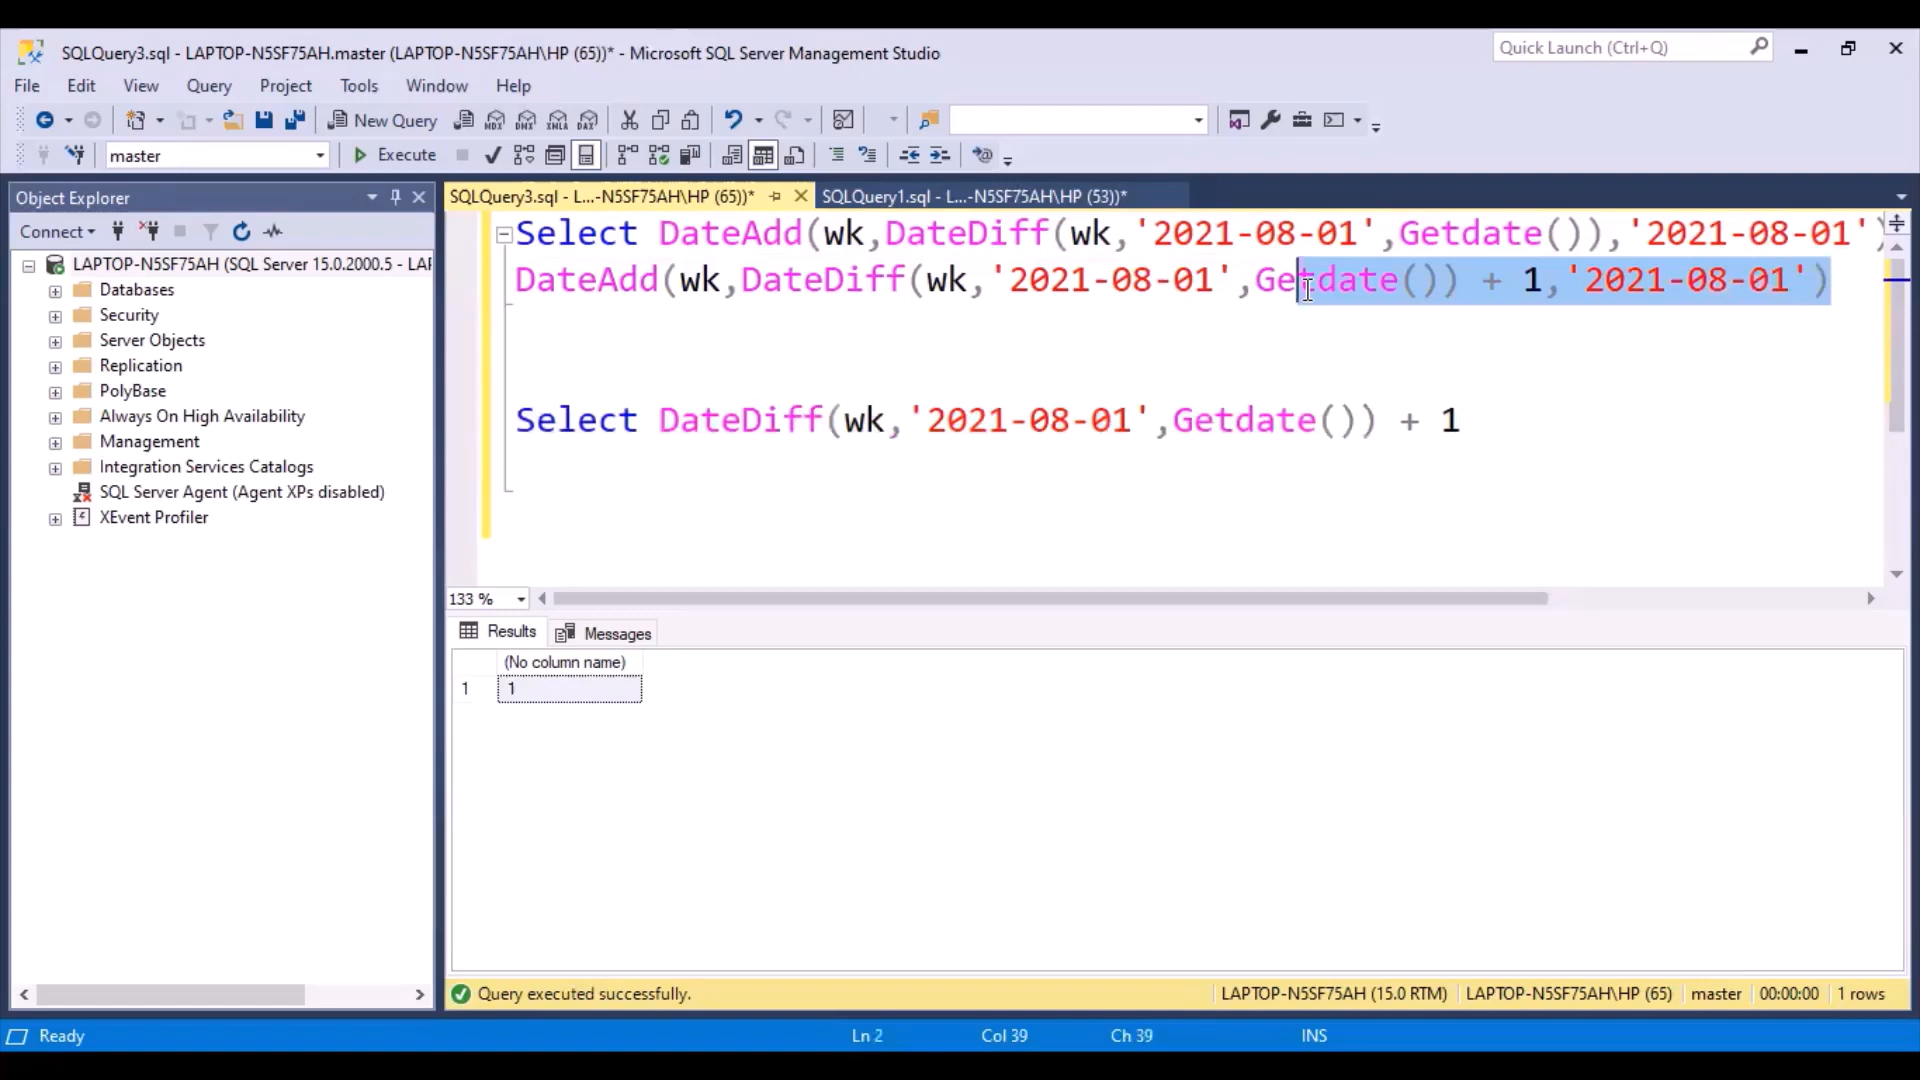 SQLQuery3.sql - LAPTOP-N5SF75AH.master (LAPTOP-N5SF75AH\HP (65))* - Microsoft SQL Server Management Studio
Quick Launch (Ctrl+Q)
File Edit View Query Project Tools Window Help
New Query
MDX DMX XMLA DAX
master
Execute
Object Explorer
SQLQuery3.sql - L...-N5SF75AH\HP (65))*
SQLQuery1.sql - L...-N5SF75AH\HP (53))*
Connect
LAPTOP-N5SF75AH (SQL Server 15.0.2000.5 - LAP
Databases
Security
Server Objects
Replication
PolyBase
Always On High Availability
Management
Integration Services Catalogs
SQL Server Agent (Agent XPs disabled)
XEvent Profiler
Select DateAdd(wk,DateDiff(wk,'2021-08-01',Getdate()),'2021-08-01')
DateAdd(wk,DateDiff(wk,'2021-08-01',Getdate()) + 1,'2021-08-01')
Select DateDiff(wk,'2021-08-01',Getdate()) + 1
133 %
Results Messages
(No column name)
1 1
Query executed successfully.
LAPTOP-N5SF75AH (15.0 RTM) LAPTOP-N5SF75AH\HP (65) master 00:00:00 1 rows
Ready Ln 2 Col 39 Ch 39 INS